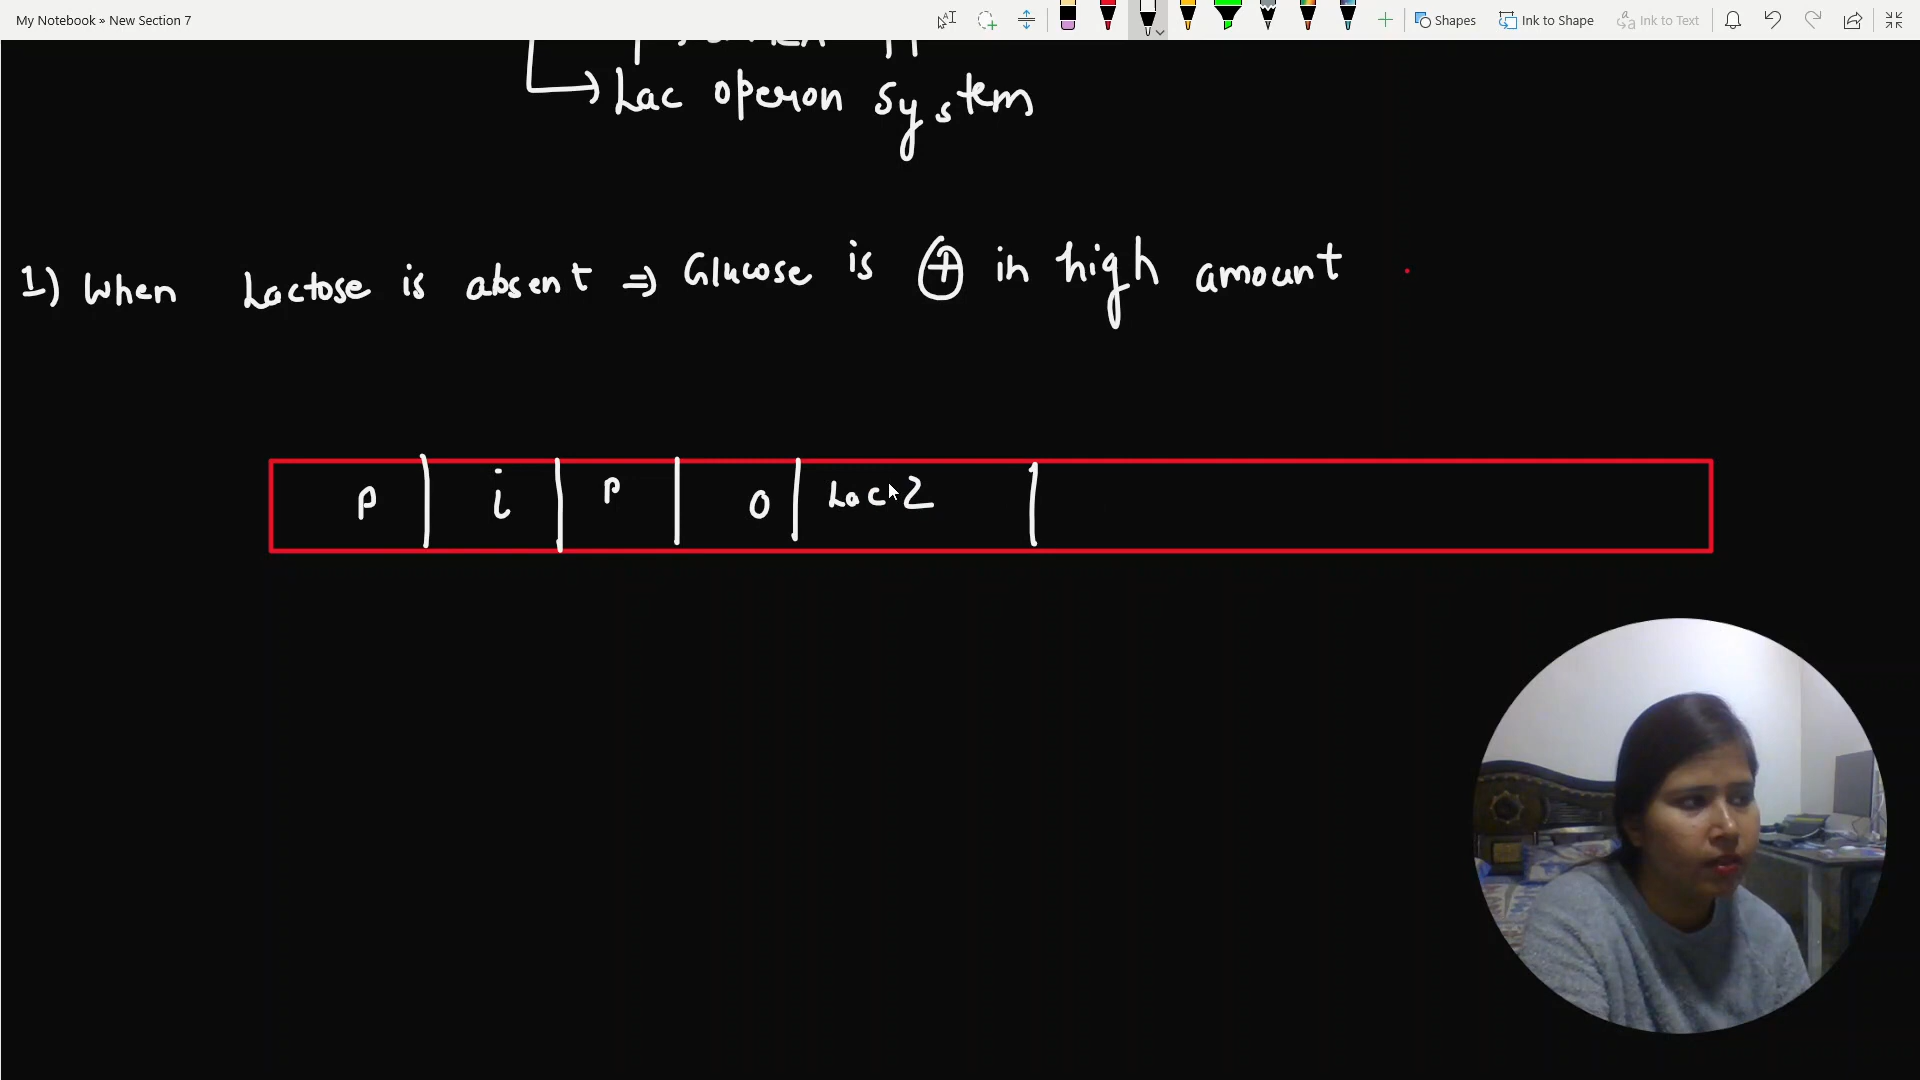 My Notebook » New Section 7
Shapes
Ink to Shape
Ink to Text
Lac operon system
1) When Lactose is absent ⇒ Glucose is ⊕ in high amount
P i P O Lac Z